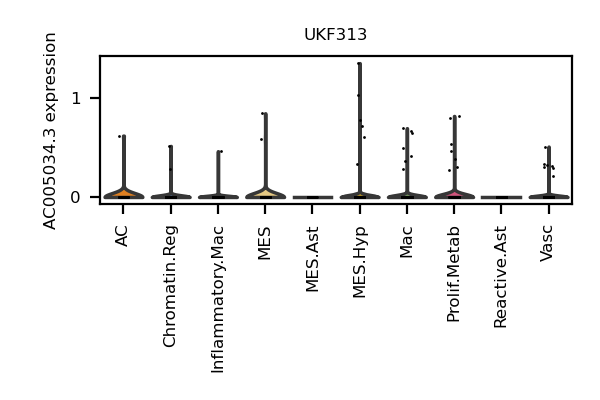 UKF313
AC005034.3 expression
1
0
AC
Chromatin.Reg
Inflammatory.Mac
MES
MES.Ast
MES.Hyp
Mac
Prolif.Metab
Reactive.Ast
Vasc